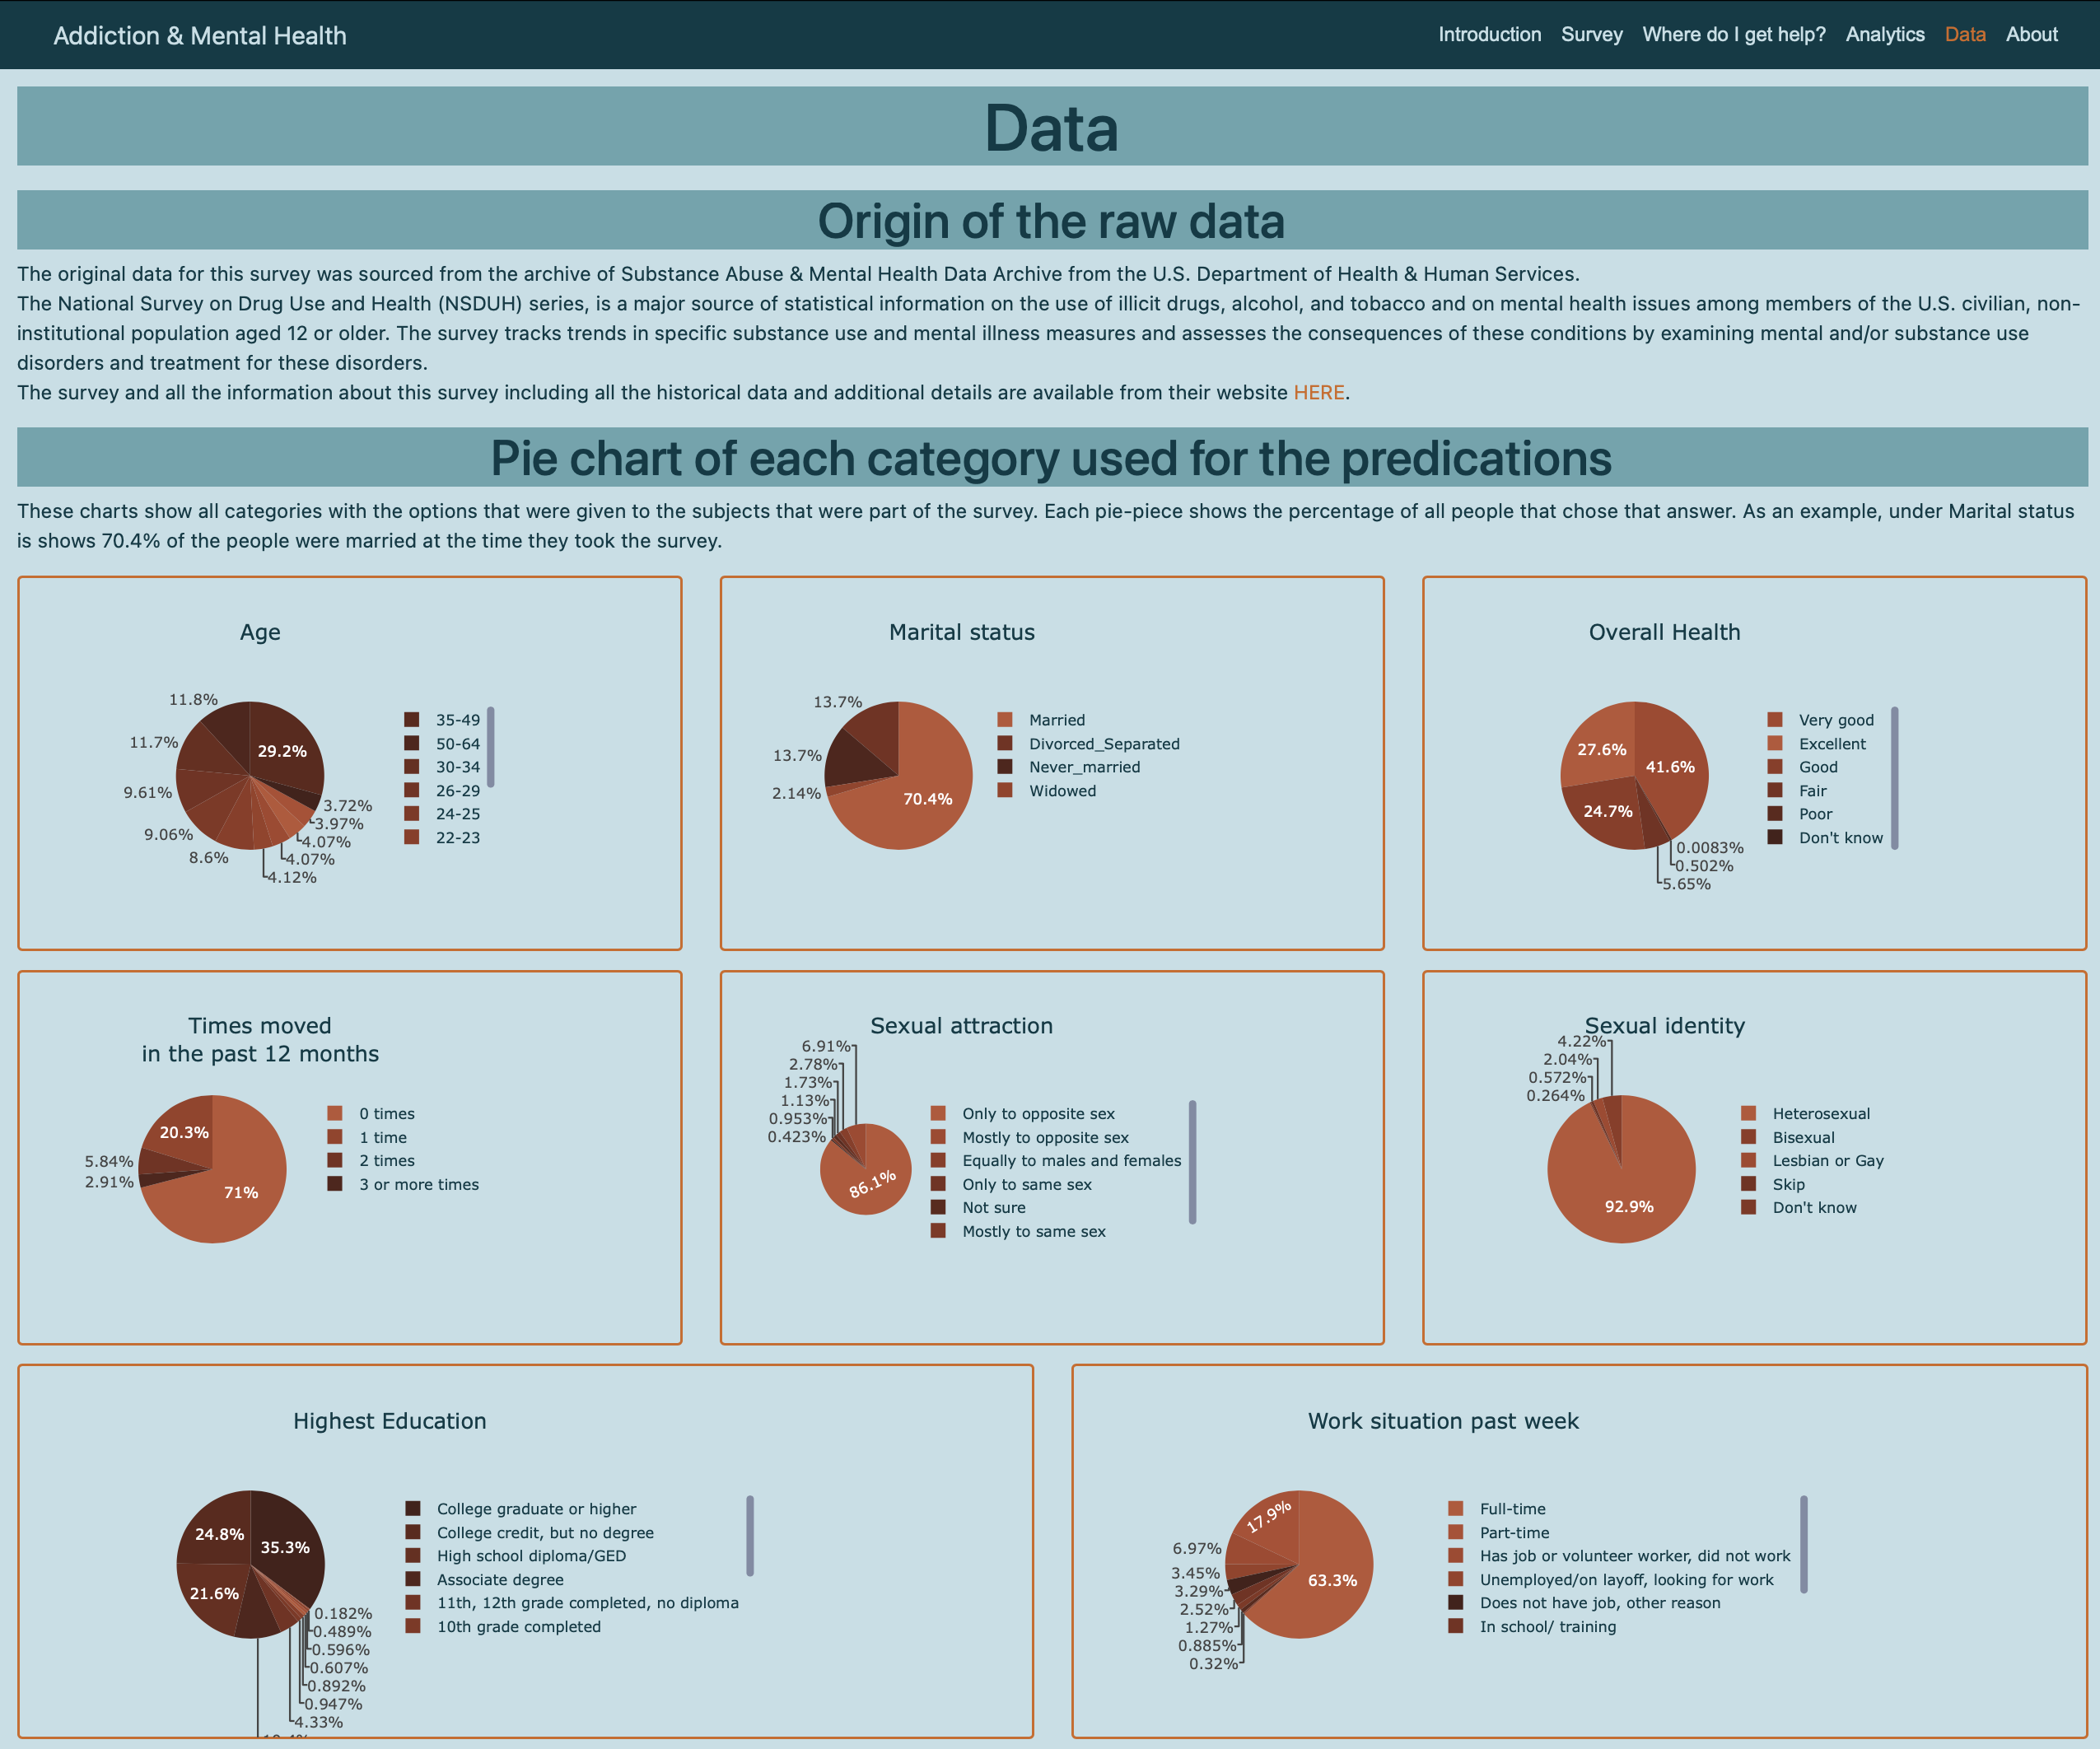 Addiction & Mental Health
Introduction Survey Where do I get help? Analytics Data About
Data
Origin of the raw data
The original data for this survey was sourced from the archive of Substance Abuse & Mental Health Data Archive from the U.S. Department of Health & Human Services.
The National Survey on Drug Use and Health (NSDUH) series, is a major source of statistical information on the use of illicit drugs, alcohol, and tobacco and on mental health issues among members of the U.S. civilian, non-
institutional population aged 12 or older. The survey tracks trends in specific substance use and mental illness measures and assesses the consequences of these conditions by examining mental and/or substance use
disorders and treatment for these disorders.
The survey and all the information about this survey including all the historical data and additional details are available from their website HERE.
Pie chart of each category used for the predications
These charts show all categories with the options that were given to the subjects that were part of the survey. Each pie-piece shows the percentage of all people that chose that answer. As an example, under Marital status
is shows 70.4% of the people were married at the time they took the survey.
Age
11.8%
11.7%
9.61%
9.06%
8.6%
29.2%
3.72%
3.97%
4.07%
4.07%
4.12%
35-49
50-64
30-34
26-29
24-25
22-23
Marital status
13.7%
13.7%
2.14%
70.4%
Married
Divorced_Separated
Never_married
Widowed
Overall Health
27.6%
41.6%
24.7%
0.0083%
0.502%
5.65%
Very good
Excellent
Good
Fair
Poor
Don't know
Times moved
in the past 12 months
20.3%
5.84%
2.91%
71%
0 times
1 time
2 times
3 or more times
Sexual attraction
6.91%
2.78%
1.73%
1.13%
0.953%
0.423%
86.1%
Only to opposite sex
Mostly to opposite sex
Equally to males and females
Only to same sex
Not sure
Mostly to same sex
Sexual identity
4.22%
2.04%
0.572%
0.264%
92.9%
Heterosexual
Bisexual
Lesbian or Gay
Skip
Don't know
Highest Education
24.8%
35.3%
21.6%
0.182%
0.489%
0.596%
0.607%
0.892%
0.947%
4.33%
College graduate or higher
College credit, but no degree
High school diploma/GED
Associate degree
11th, 12th grade completed, no diploma
10th grade completed
Work situation past week
17.9%
6.97%
3.45%
3.29%
2.52%
1.27%
0.885%
0.32%
63.3%
Full-time
Part-time
Has job or volunteer worker, did not work
Unemployed/on layoff, looking for work
Does not have job, other reason
In school/ training